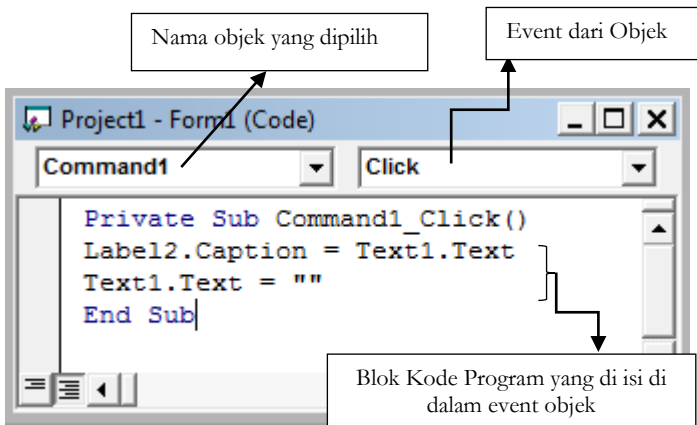 Nama objek yang dipilih
Event dari Objek
Project1 - Form1 (Code)
Command1
Click
Private Sub Command1_Click()
Label2.Caption = Text1.Text
Text1.Text = ""
End Sub
Blok Kode Program yang di isi di
dalam event objek